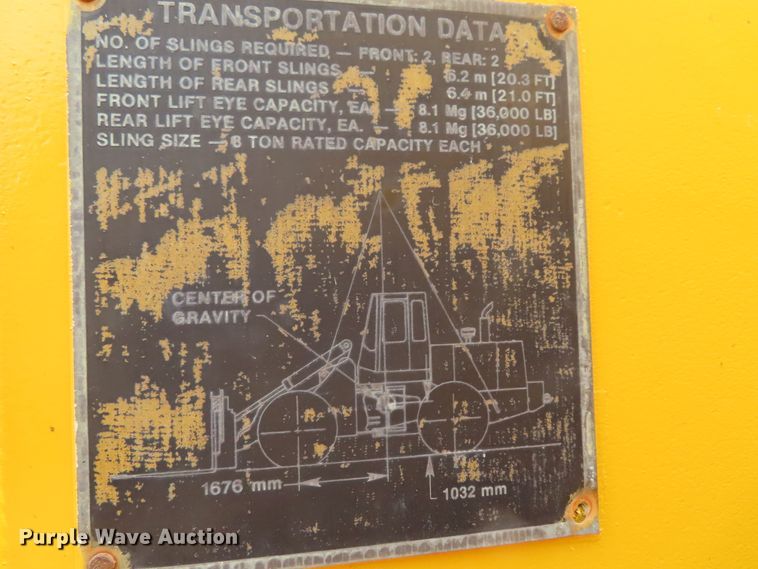 TRANSPORTATION DATA
NO. OF SLINGS REQUIRED — FRONT: 2, REAR: 2
LENGTH OF FRONT SLINGS — 6.2 m [20.3 FT]
LENGTH OF REAR SLINGS — 6.4 m [21.0 FT]
FRONT LIFT EYE CAPACITY, EA. — 8.1 Mg [36,000 LB]
REAR LIFT EYE CAPACITY, EA. — 8.1 Mg [36,000 LB]
SLING SIZE — 8 TON RATED CAPACITY EACH
CENTER OF
GRAVITY
1676 mm
1032 mm
Purple Wave Auction